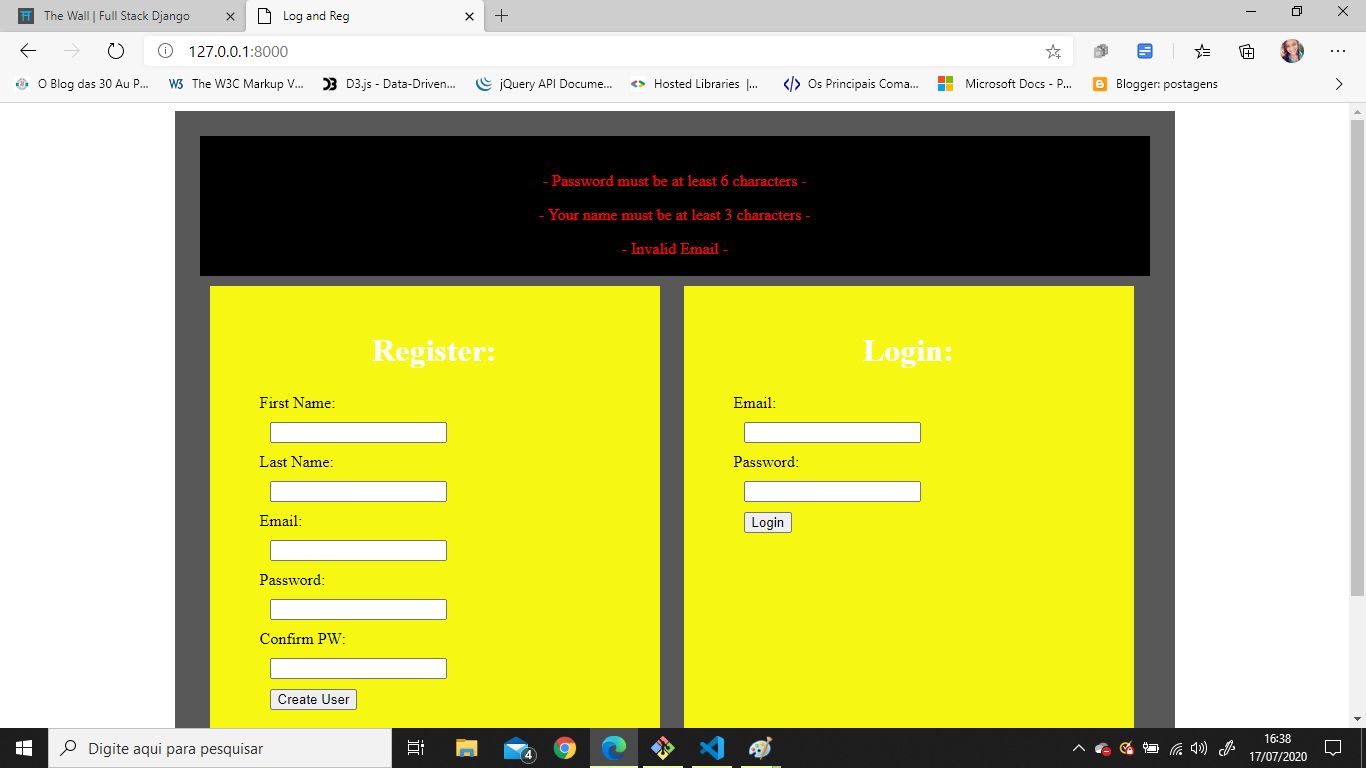 The Wall | Full Stack Django
Log and Reg
127.0.0.1:8000
O Blog das 30 Au P...
The W3C Markup V...
D3.js - Data-Driven...
jQuery API Docume...
Hosted Libraries |...
Os Principais Coma...
Microsoft Docs - P...
Blogger: postagens
- Password must be at least 6 characters -
- Your name must be at least 3 characters -
- Invalid Email -
Register:
First Name:
Last Name:
Email:
Password:
Confirm PW:
Create User
Login:
Email:
Password:
Login
Digite aqui para pesquisar
4
16:38
17/07/2020